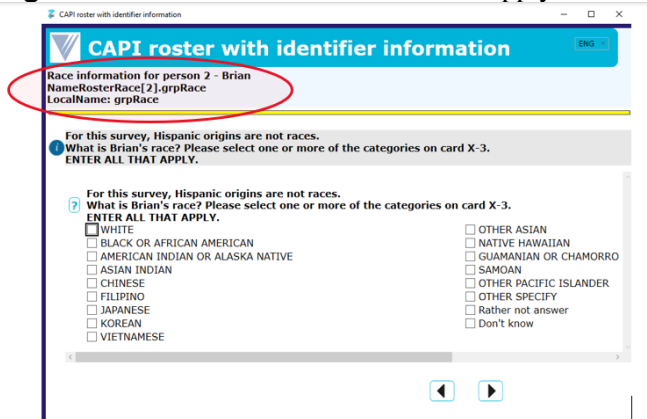 CAPI roster with identifier information
CAPI roster with identifier information
ENG
Race information for person 2 - Brian
NameRosterRace[2].grpRace
LocalName: grpRace
For this survey, Hispanic origins are not races.
What is Brian's race? Please select one or more of the categories on card X-3.
ENTER ALL THAT APPLY.
For this survey, Hispanic origins are not races.
What is Brian's race? Please select one or more of the categories on card X-3.
ENTER ALL THAT APPLY.
WHITE
BLACK OR AFRICAN AMERICAN
AMERICAN INDIAN OR ALASKA NATIVE
ASIAN INDIAN
CHINESE
FILIPINO
JAPANESE
KOREAN
VIETNAMESE
OTHER ASIAN
NATIVE HAWAIIAN
GUAMANIAN OR CHAMORRO
SAMOAN
OTHER PACIFIC ISLANDER
OTHER SPECIFY
Rather not answer
Don't know